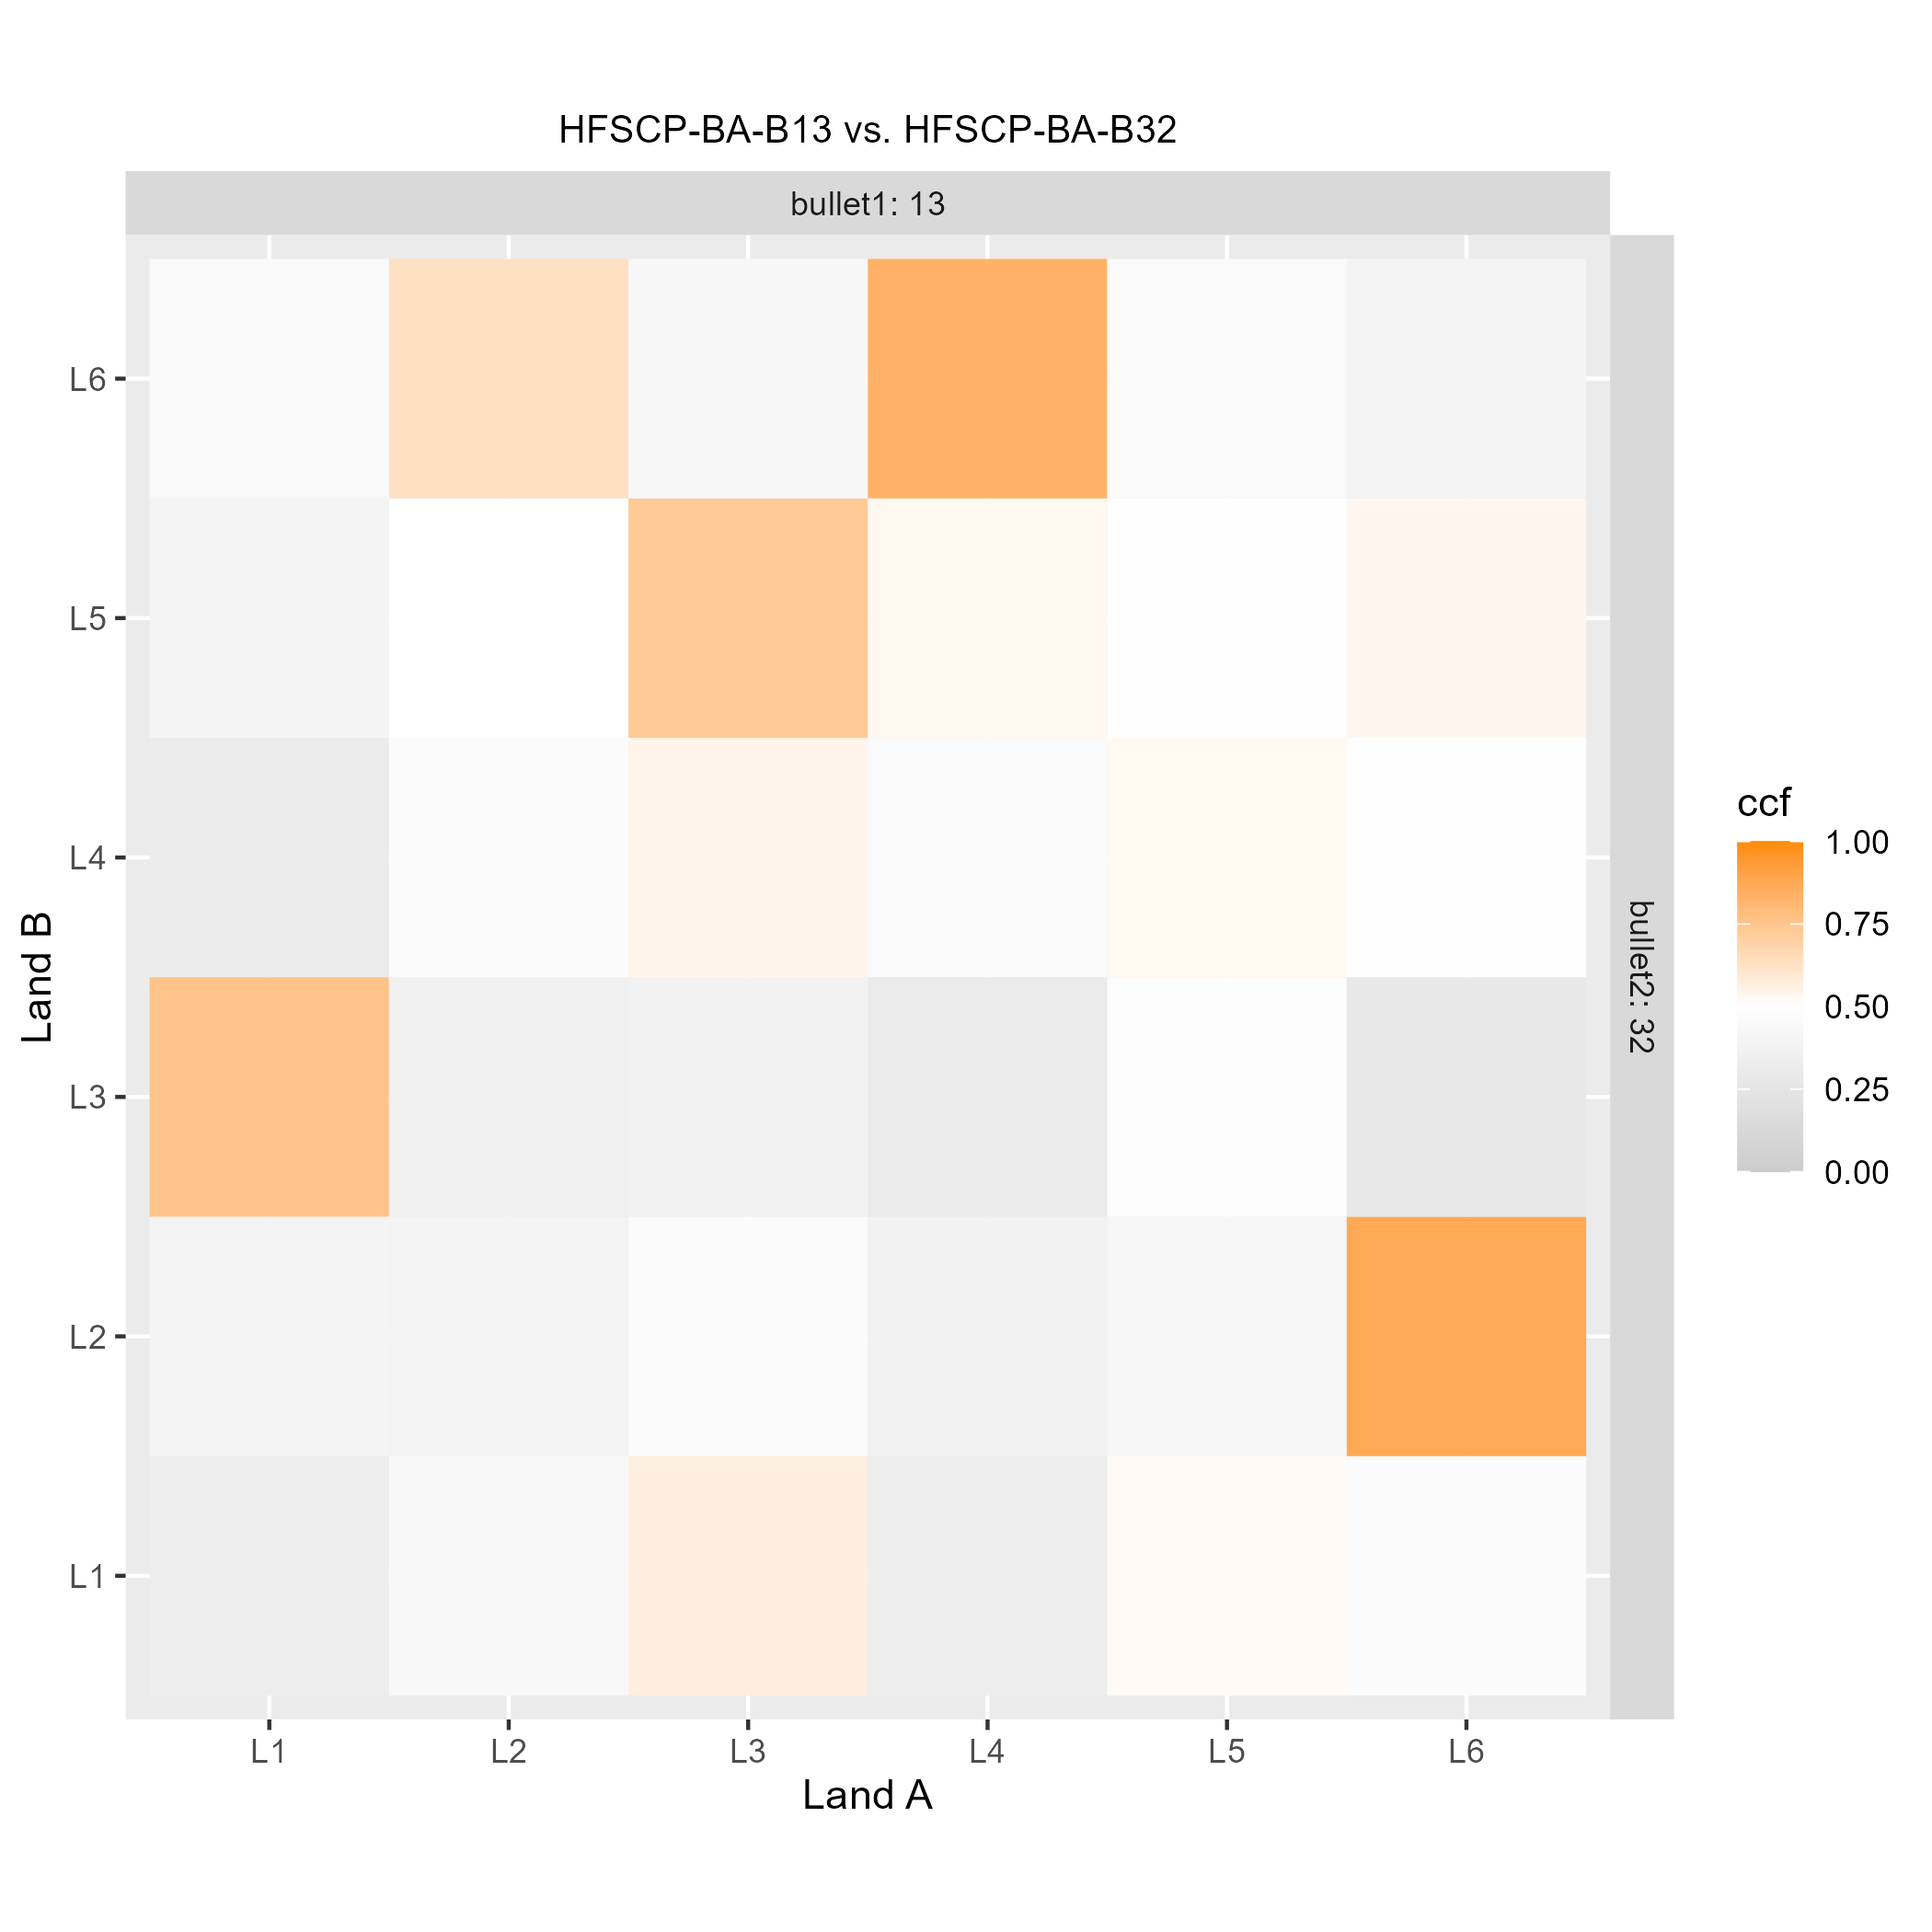 HFSCP-BA-B13 vs. HFSCP-BA-B32
bullet1: 13
L6
L5
L4
L3
L2
L1
Land B
bullet2: 32
ccf
1.00
0.75
0.50
0.25
0.00
L1 L2 L3 L4 L5 L6
Land A